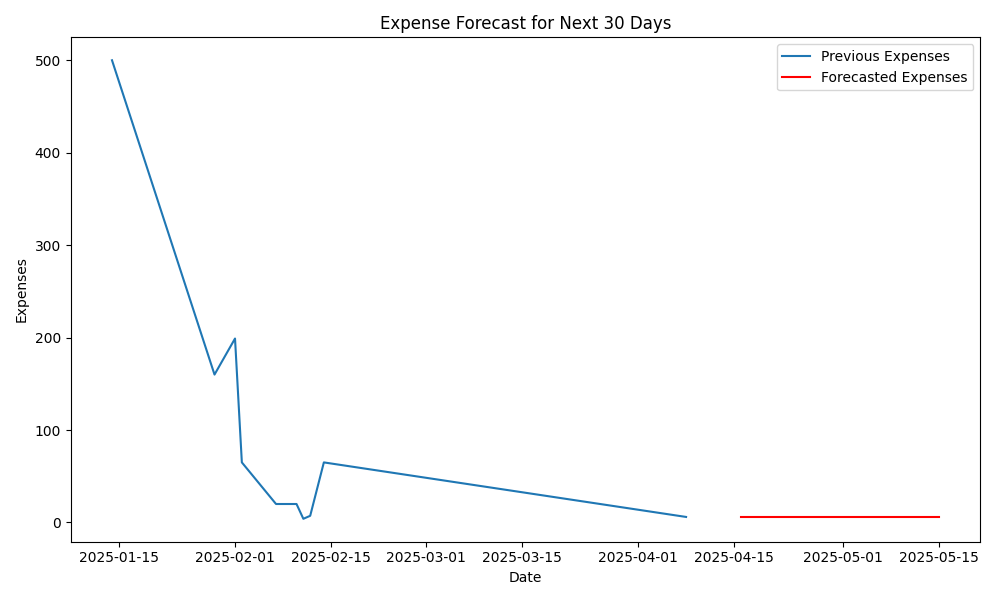 Expense Forecast for Next 30 Days
Previous Expenses
Forecasted Expenses
500
400
300
200
100
0
Expenses
2025-01-15 2025-02-01 2025-02-15 2025-03-01 2025-03-15 2025-04-01 2025-04-15 2025-05-01 2025-05-15
Date